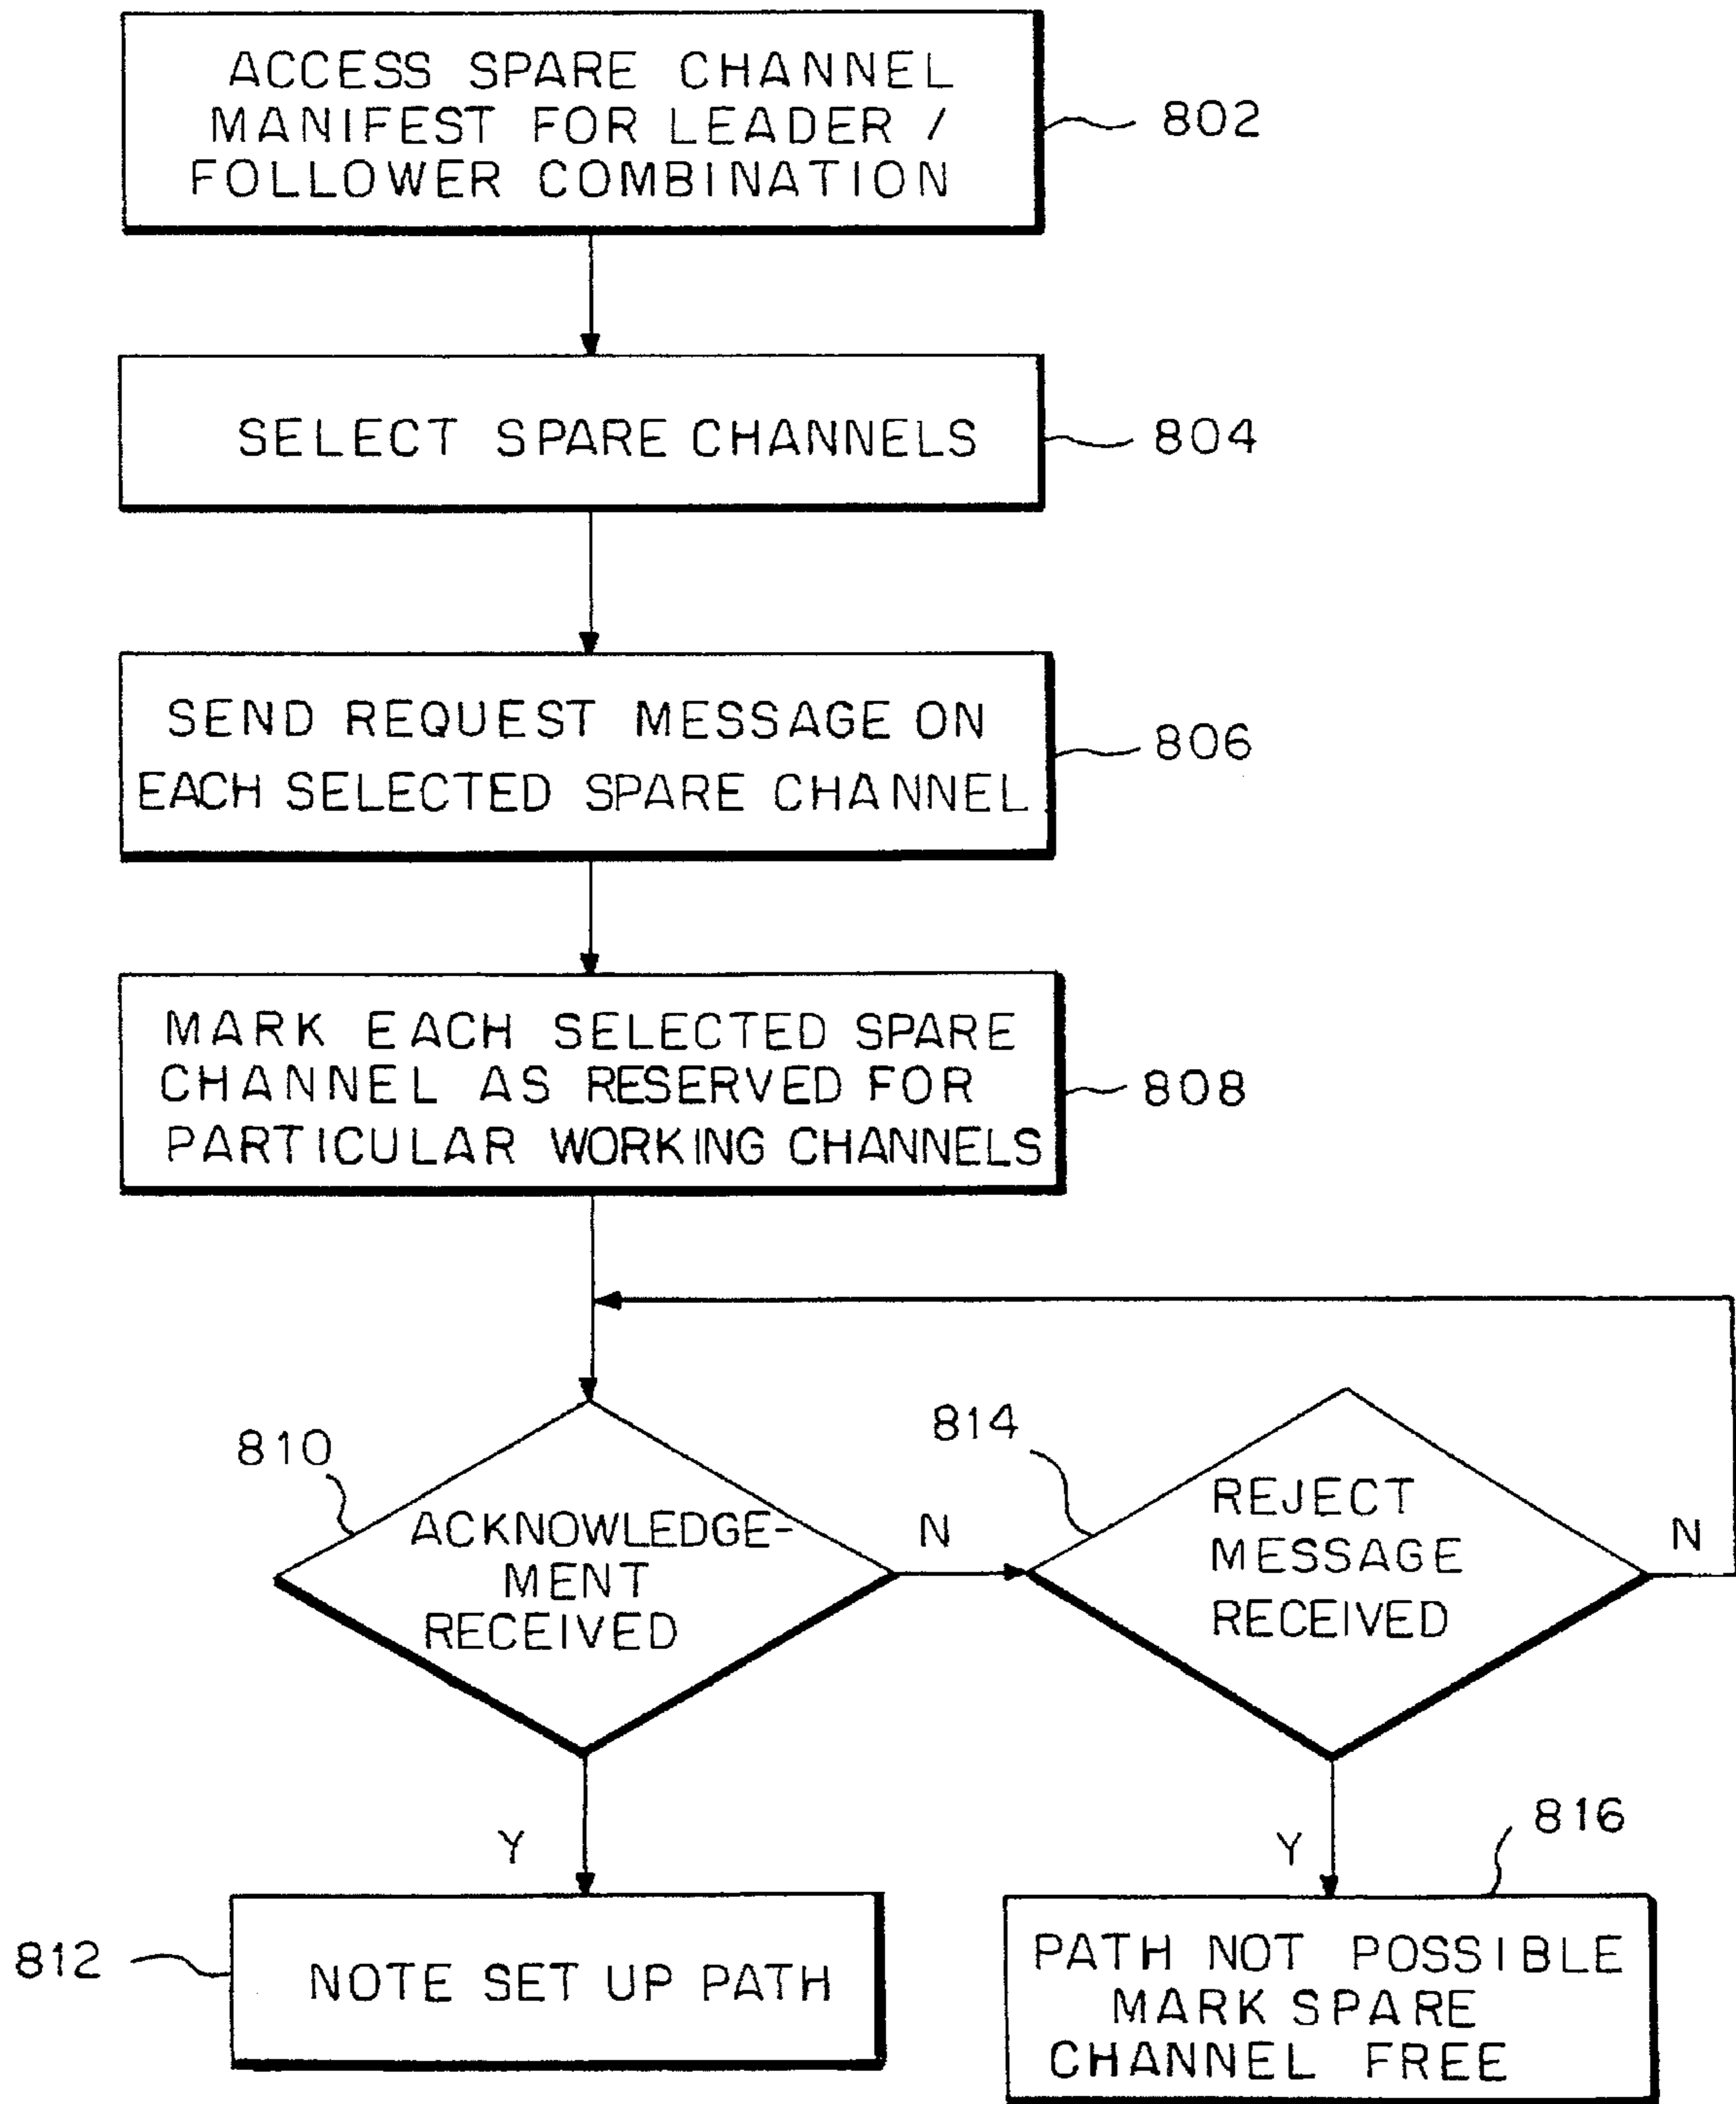 ACCESS SPARE CHANNEL
MANIFEST FOR LEADER /
FOLLOWER COMBINATION
802
SELECT SPARE CHANNELS
804
SEND REQUEST MESSAGE ON
EACH SELECTED SPARE CHANNEL
806
MARK EACH SELECTED SPARE
CHANNEL AS RESERVED FOR
PARTICULAR WORKING CHANNELS
808
810
ACKNOWLEDGE-
MENT
RECEIVED
N
814
REJECT
MESSAGE
RECEIVED
N
Y
812
NOTE SET UP PATH
Y
816
PATH NOT POSSIBLE
MARK SPARE
CHANNEL FREE